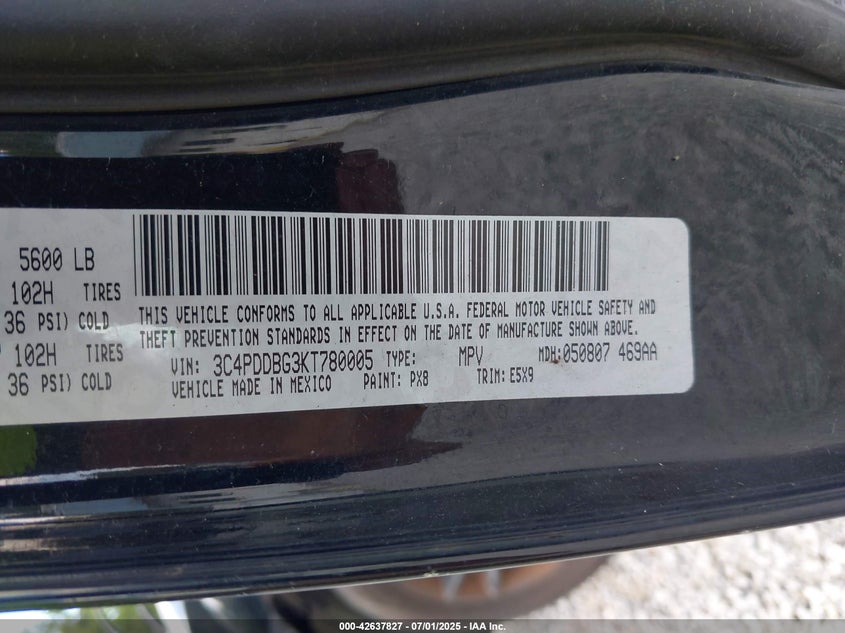 5600 LB
102H TIRES
36 PSI) COLD
102H TIRES
36 PSI) COLD
THIS VEHICLE CONFORMS TO ALL APPLICABLE U.S.A. FEDERAL MOTOR VEHICLE SAFETY AND
THEFT PREVENTION STANDARDS IN EFFECT ON THE DATE OF MANUFACTURE SHOWN ABOVE.
VIN: 3C4PDDBG3KT780005 TYPE: MPV MDH:050807 469AA
VEHICLE MADE IN MEXICO PAINT: PX8 TRIM: E5X9
000-42637827 - 07/01/2025 - IAA Inc.